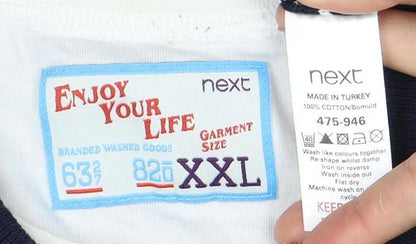 next
ENJOY
YOUR
LIFE
GARMENT
SIZE
BRANDED WASHED GOODS
XXL
next
MADE IN TURKEY
100% COTTON/Bomuld
475-946
Wash like colours together
Re-shape whilst damp
Iron on reverse
Wash inside out
Flat dry
Machine wash on
cycle
KEEP